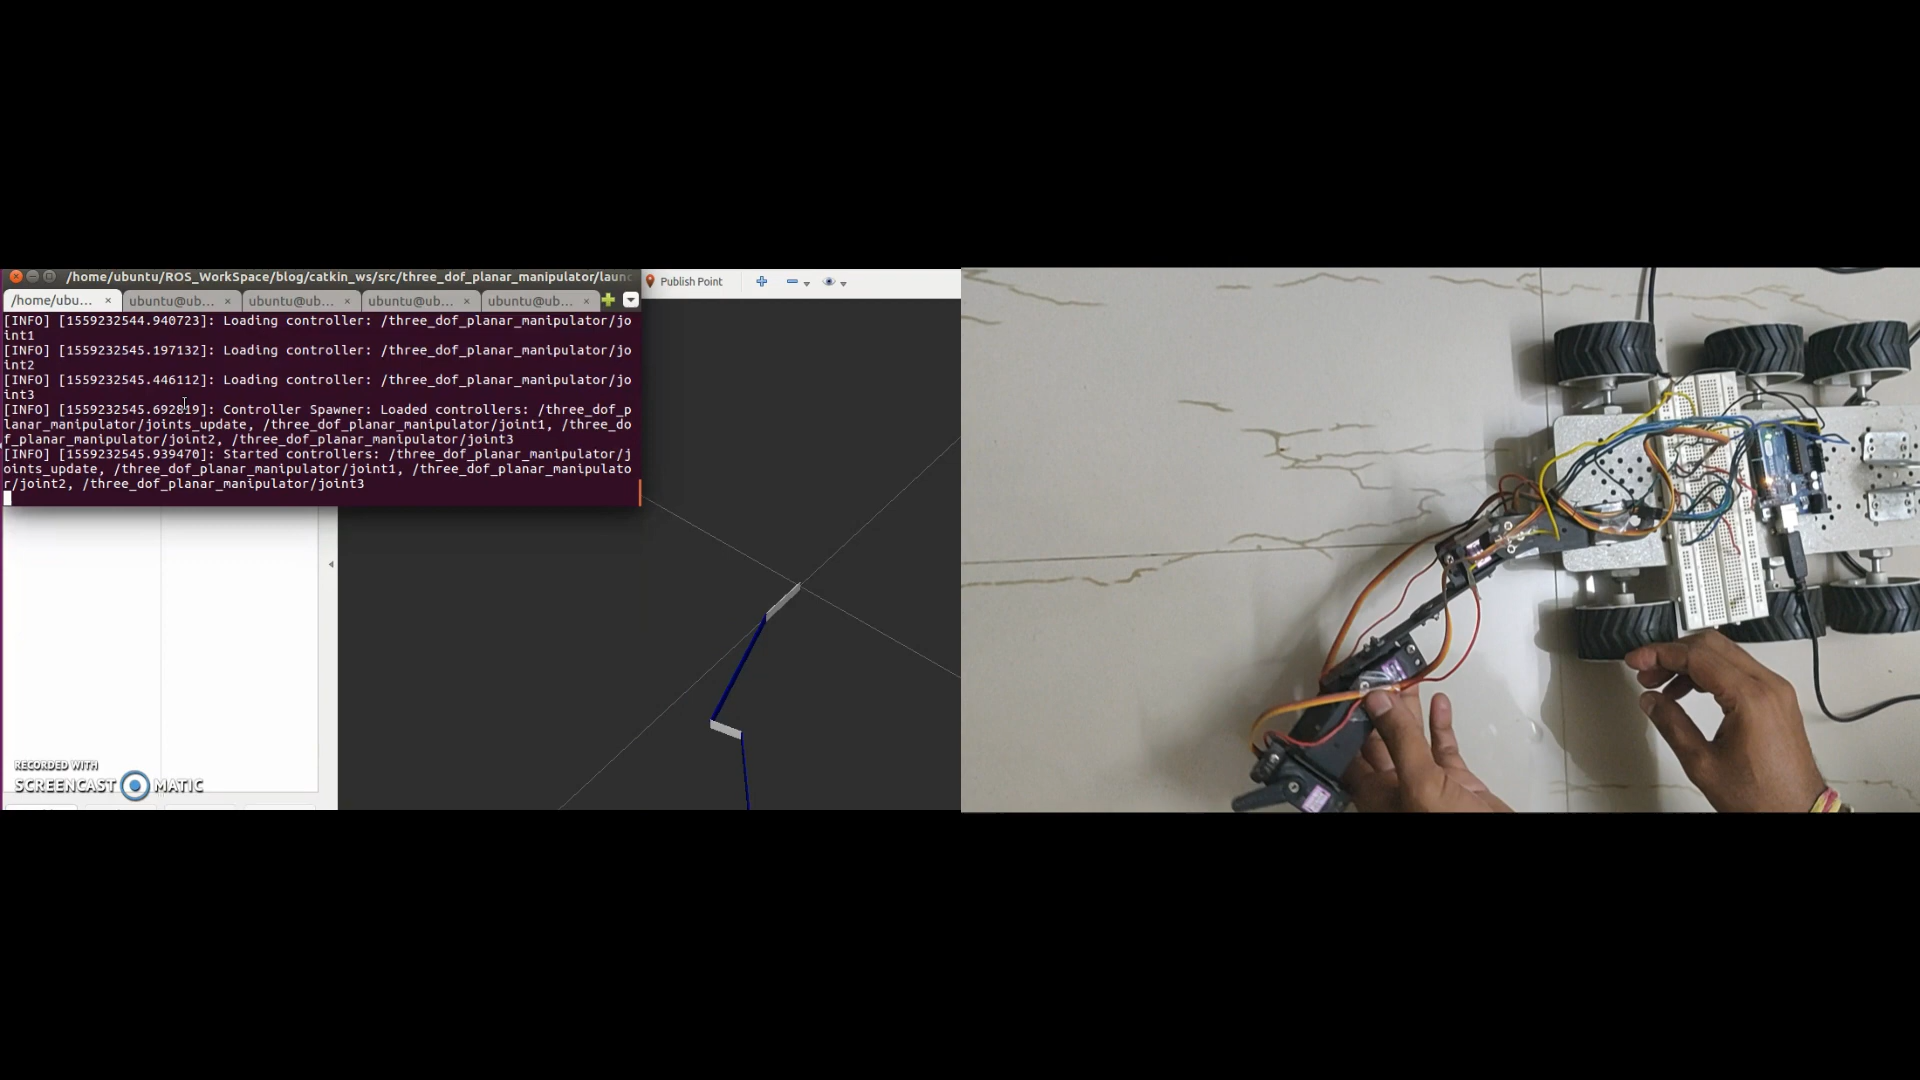 /home/ubuntu/ROS_WorkSpace/blog/catkin_ws/src/three_dof_planar_manipulator/laun
/home/ubu... × ubuntu@ub... × ubuntu@ub... × ubuntu@ub... × ubuntu@ub... ×
Publish Point
[INFO] [1559232544.940723]: Loading controller: /three_dof_planar_manipulator/jo
int1
[INFO] [1559232545.197132]: Loading controller: /three_dof_planar_manipulator/jo
int2
[INFO] [1559232545.446112]: Loading controller: /three_dof_planar_manipulator/jo
int3
[INFO] [1559232545.692819]: Controller Spawner: Loaded controllers: /three_dof_p
lanar_manipulator/joints_update, /three_dof_planar_manipulator/joint1, /three_do
f_planar_manipulator/joint2, /three_dof_planar_manipulator/joint3
[INFO] [1559232545.939470]: Started controllers: /three_dof_planar_manipulator/j
oints_update, /three_dof_planar_manipulator/joint1, /three_dof_planar_manipulato
r/joint2, /three_dof_planar_manipulator/joint3
RECORDED WITH
SCREENCAST MATIC